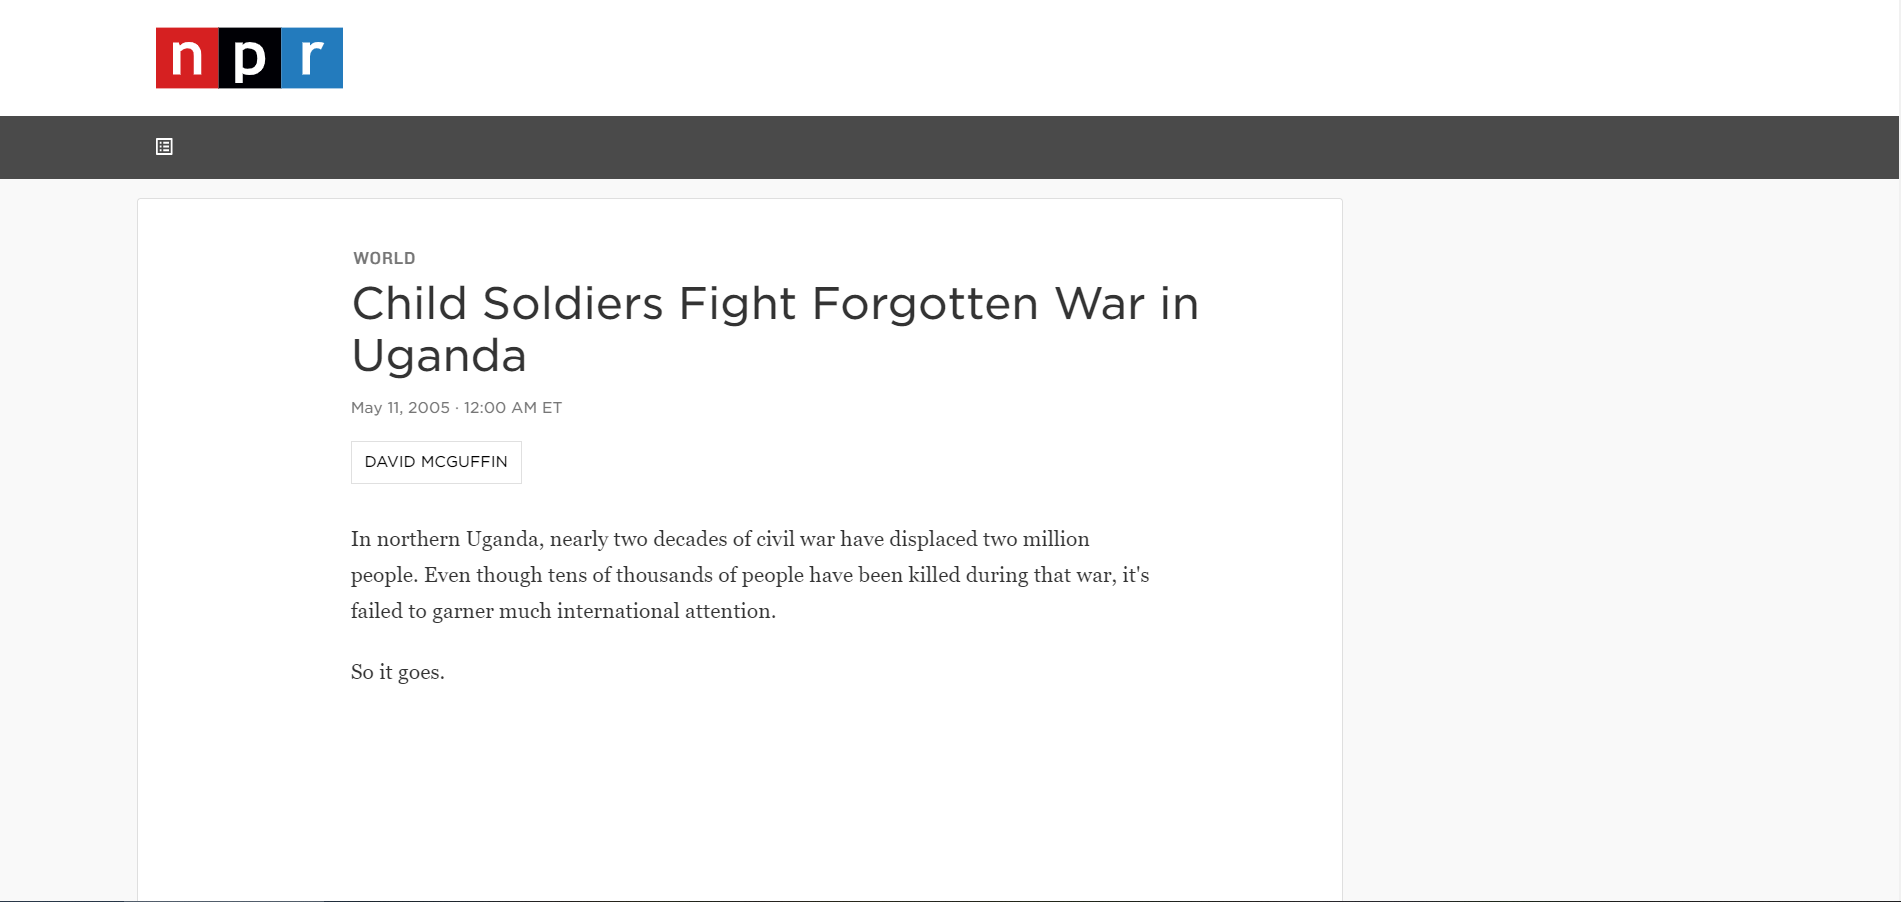 npr
WORLD
Child Soldiers Fight Forgotten War in
Uganda
May 11, 2005 · 12:00 AM ET
DAVID MCGUFFIN
In northern Uganda, nearly two decades of civil war have displaced two million
people. Even though tens of thousands of people have been killed during that war, it's
failed to garner much international attention.
So it goes.